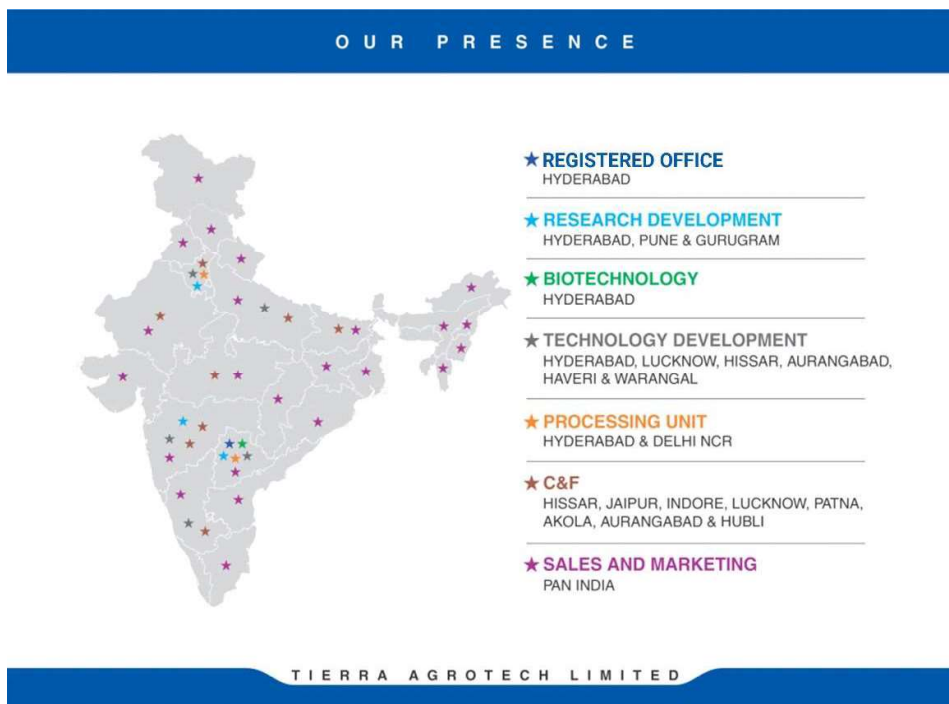 OUR PRESENCE
REGISTERED OFFICE
HYDERABAD
RESEARCH DEVELOPMENT
HYDERABAD, PUNE & GURUGRAM
BIOTECHNOLOGY
HYDERABAD
TECHNOLOGY DEVELOPMENT
HYDERABAD, LUCKNOW, HISSAR, AURANGABAD,
HAVERI & WARANGAL
PROCESSING UNIT
HYDERABAD & DELHI NCR
C&F
HISSAR, JAIPUR, INDORE, LUCKNOW, PATNA,
AKOLA, AURANGABAD & HUBLI
SALES AND MARKETING
PAN INDIA
TIERRA AGROTECH LIMITED